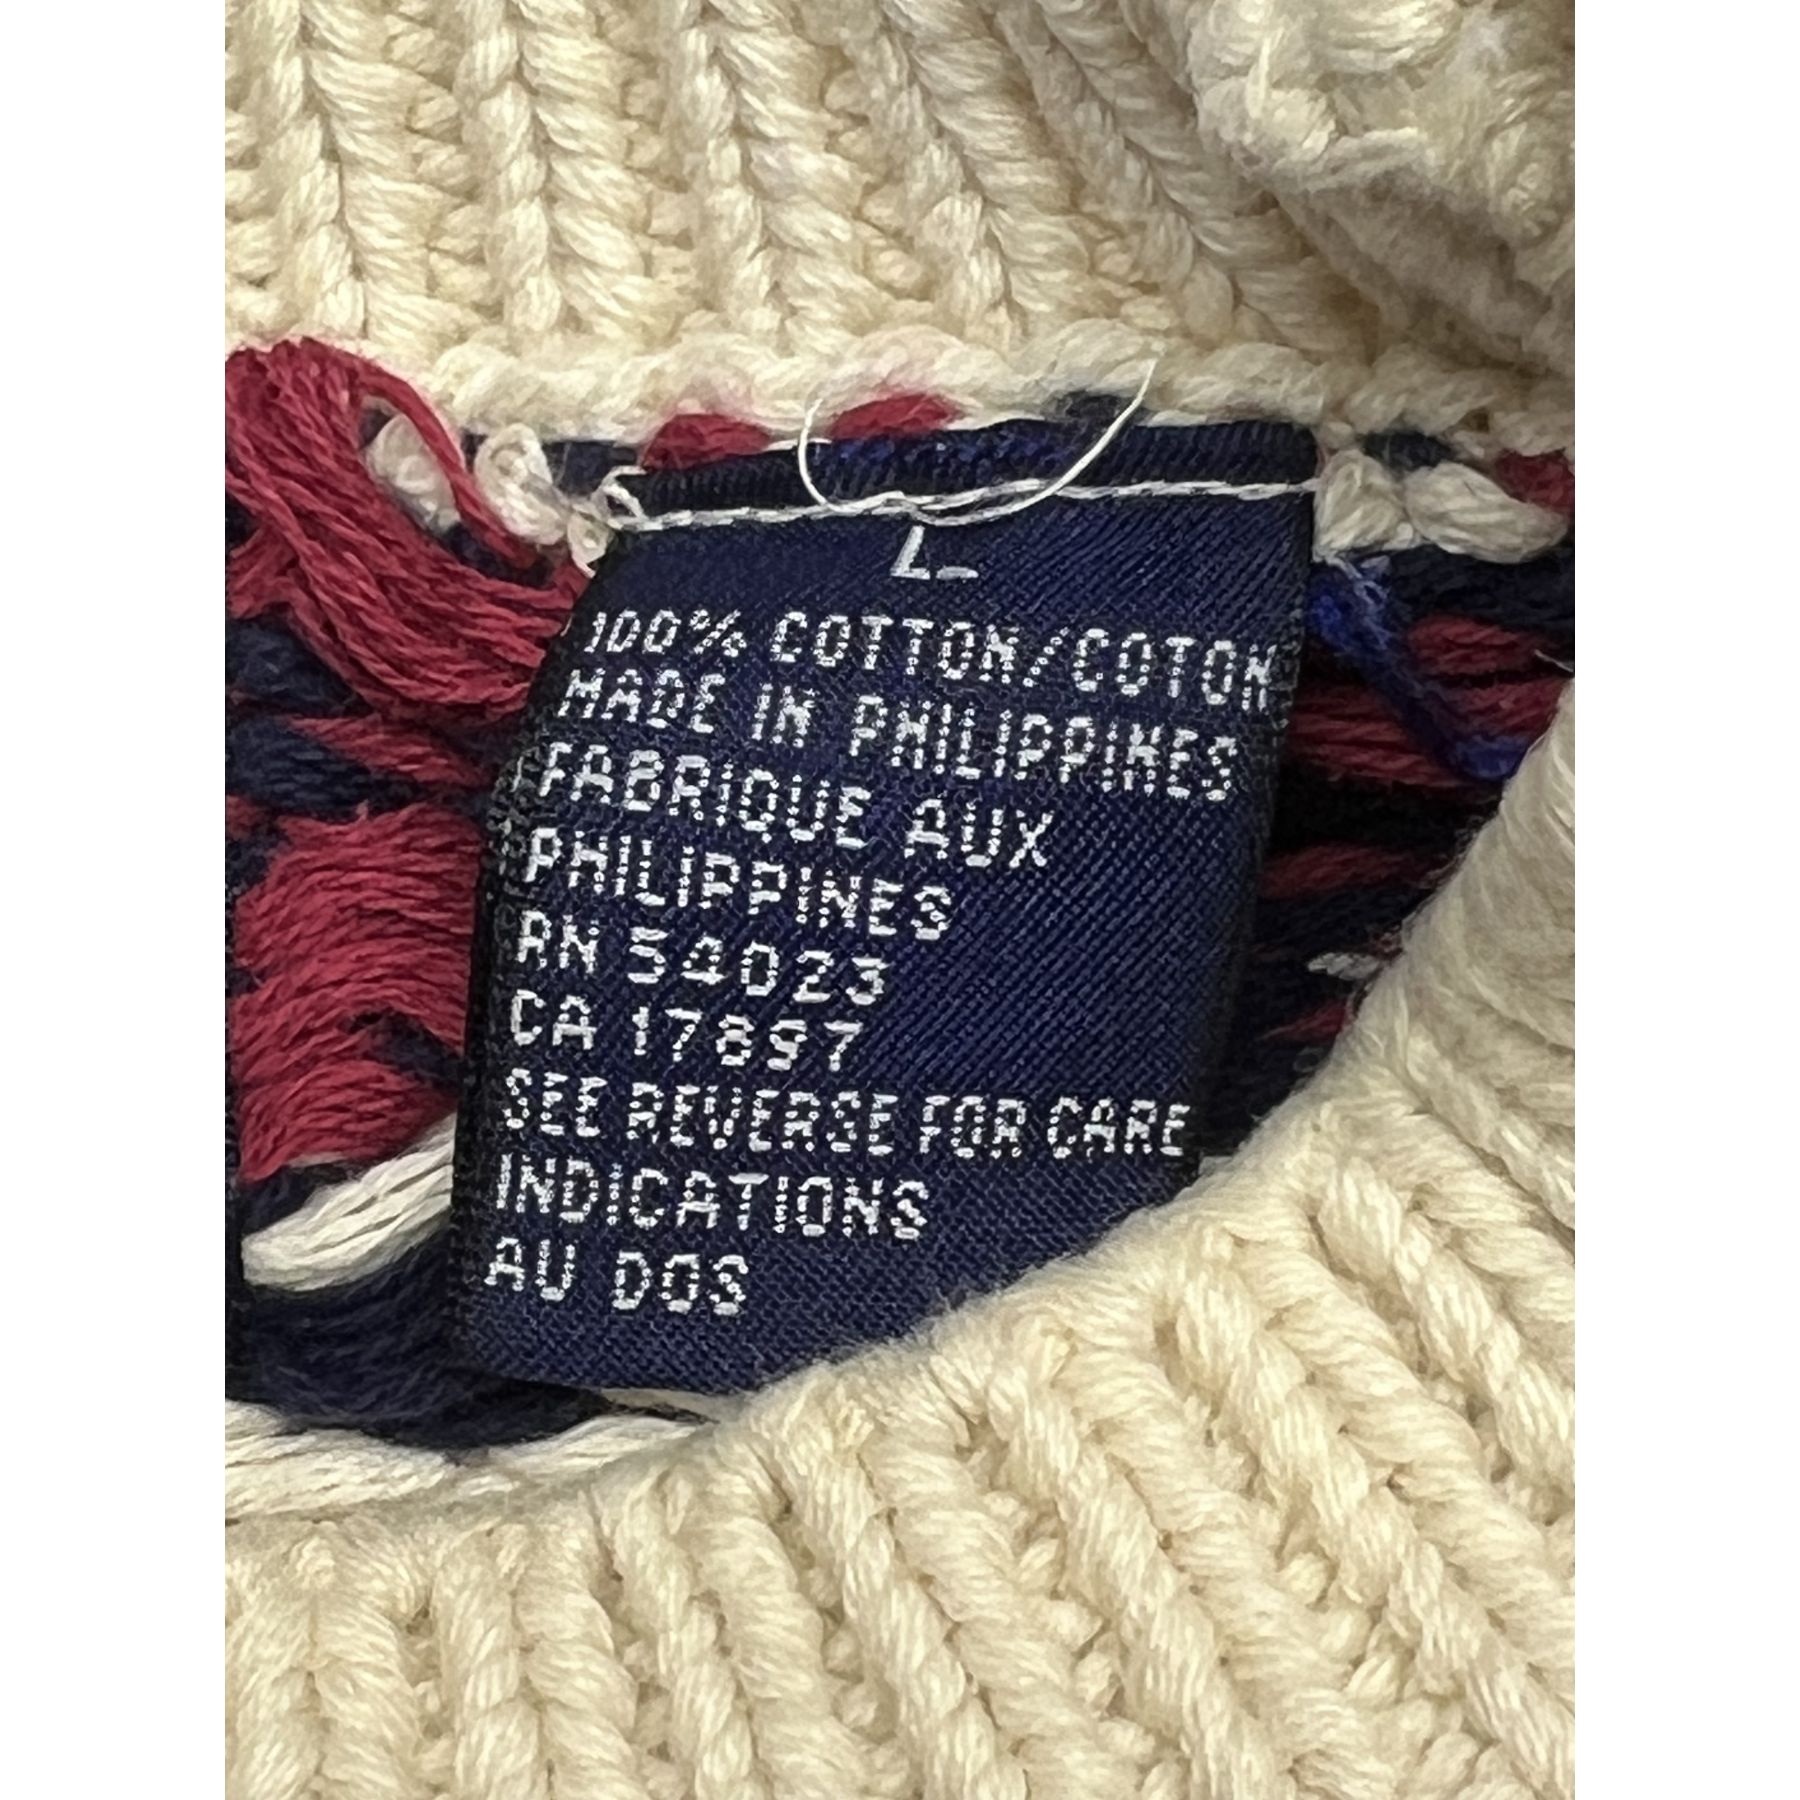 L
100% COTTON/COTON
MADE IN PHILIPPINES
FABRIQUE AUX
PHILIPPINES
RN 54023
CA 17897
SEE REVERSE FOR CARE
INDICATIONS
AU DOS